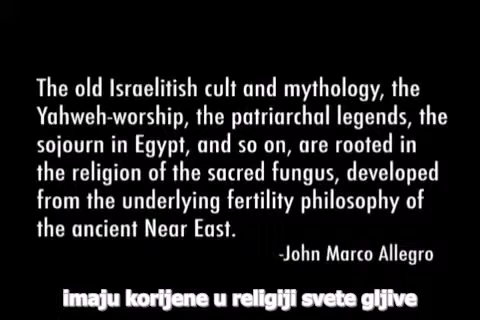 The old Israelitish cult and mythology, the
Yahweh-worship, the patriarchal legends, the
sojourn in Egypt, and so on, are rooted in
the religion of the sacred fungus, developed
from the underlying fertility philosophy of
the ancient Near East.
-John Marco Allegro
imaju korijene u religiji svete gljive